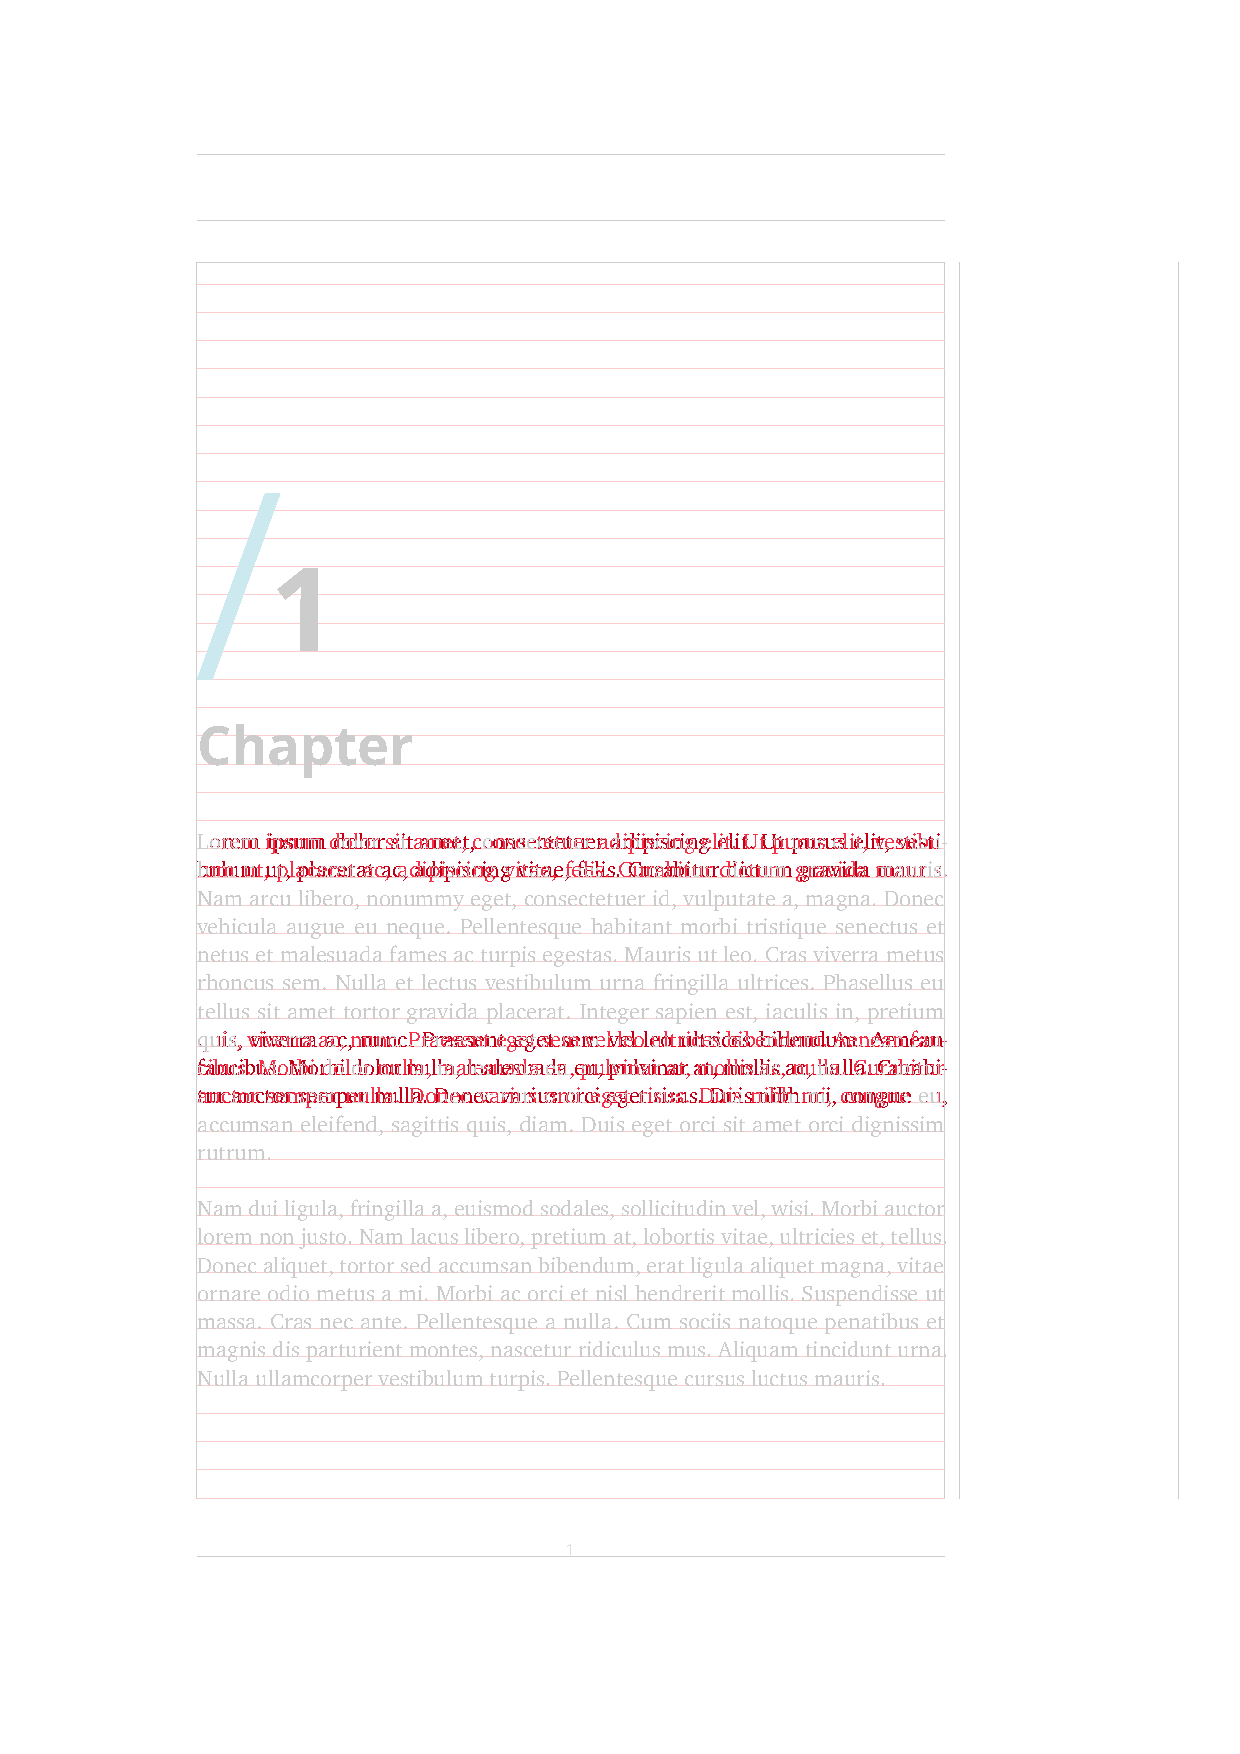 /1
Chapter
Lorem ipsum dolor sit amet, consectetuer adipiscing elit. Ut purus elit, vesti-
bulum ut, placerat ac, adipiscing vitae, felis. Curabitur dictum gravida mauris.
Nam arcu libero, nonummy eget, consectetuer id, vulputate a, magna. Donec
vehicula augue eu neque. Pellentesque habitant morbi tristique senectus et
netus et malesuada fames ac turpis egestas. Mauris ut leo. Cras viverra metus
rhoncus sem. Nulla et lectus vestibulum urna fringilla ultrices. Phasellus eu
tellus sit amet tortor gravida placerat. Integer sapien est, iaculis in, pretium
quis, viverra ac, nunc. Praesent eget sem vel leo ultrices bibendum. Aenean fau-
cibus. Morbi dolor nulla, malesuada eu, pulvinar at, mollis ac, nulla. Curabi-
tur auctor semper nulla. Donec varius orci eget risus. Duis nibh mi, congue eu,
accumsan eleifend, sagittis quis, diam. Duis eget orci sit amet orci dignissim
rutrum.
Nam dui ligula, fringilla a, euismod sodales, sollicitudin vel, wisi. Morbi auctor
lorem non justo. Nam lacus libero, pretium at, lobortis vitae, ultricies et, tellus.
Donec aliquet, tortor sed accumsan bibendum, erat ligula aliquet magna, vitae
ornare odio metus a mi. Morbi ac orci et nisl hendrerit mollis. Suspendisse ut
massa. Cras nec ante. Pellentesque a nulla. Cum sociis natoque penatibus et
magnis dis parturient montes, nascetur ridiculus mus. Aliquam tincidunt urna.
Nulla ullamcorper vestibulum turpis. Pellentesque cursus luctus mauris.
1